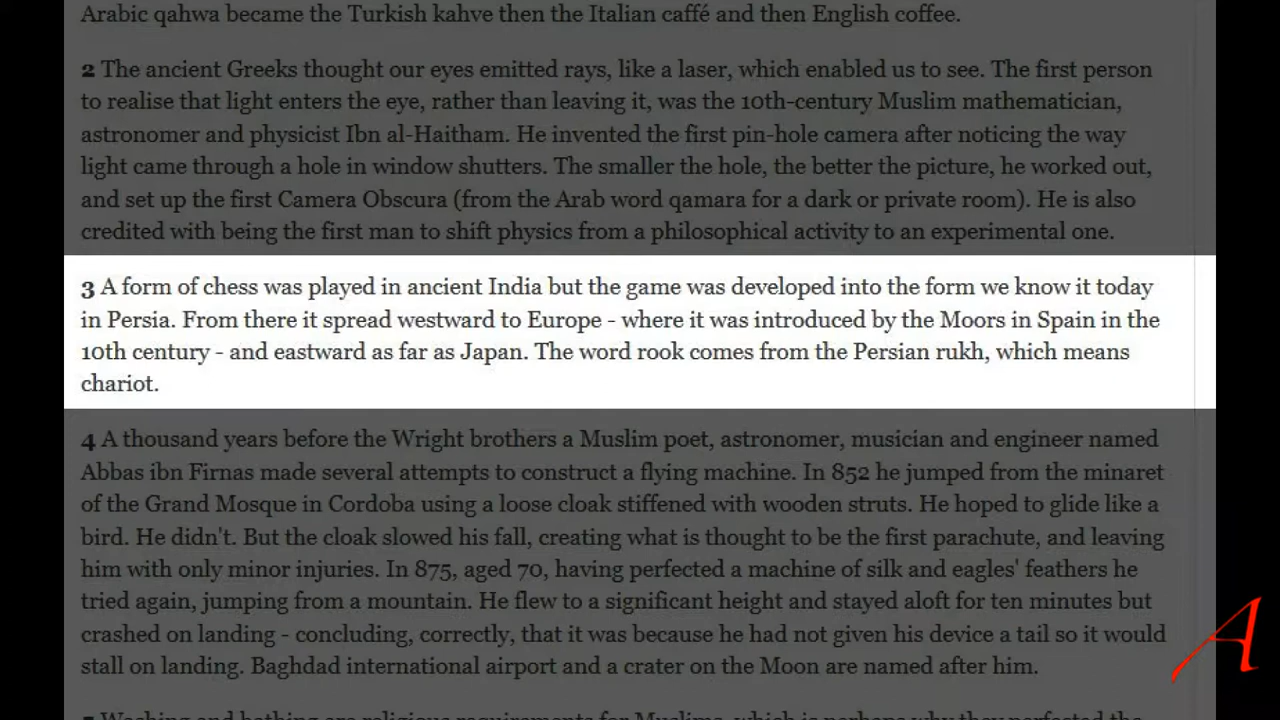 Arabic qahwa became the Turkish kahve then the Italian caffé and then English coffee.
2 The ancient Greeks thought our eyes emitted rays, like a laser, which enabled us to see. The first person
to realise that light enters the eye, rather than leaving it, was the 10th-century Muslim mathematician,
astronomer and physicist Ibn al-Haitham. He invented the first pin-hole camera after noticing the way
light came through a hole in window shutters. The smaller the hole, the better the picture, he worked out,
and set up the first Camera Obscura (from the Arab word qamara for a dark or private room). He is also
credited with being the first man to shift physics from a philosophical activity to an experimental one.
3 A form of chess was played in ancient India but the game was developed into the form we know it today
in Persia. From there it spread westward to Europe - where it was introduced by the Moors in Spain in the
10th century - and eastward as far as Japan. The word rook comes from the Persian rukh, which means
chariot.
4 A thousand years before the Wright brothers a Muslim poet, astronomer, musician and engineer named
Abbas ibn Firnas made several attempts to construct a flying machine. In 852 he jumped from the minaret
of the Grand Mosque in Cordoba using a loose cloak stiffened with wooden struts. He hoped to glide like a
bird. He didn't. But the cloak slowed his fall, creating what is thought to be the first parachute, and leaving
him with only minor injuries. In 875, aged 70, having perfected a machine of silk and eagles' feathers he
tried again, jumping from a mountain. He flew to a significant height and stayed aloft for ten minutes but
crashed on landing - concluding, correctly, that it was because he had not given his device a tail so it would
stall on landing. Baghdad international airport and a crater on the Moon are named after him.
5 Washing and bathing are religious requirements for Muslims, which is perhaps why they perfected the
A